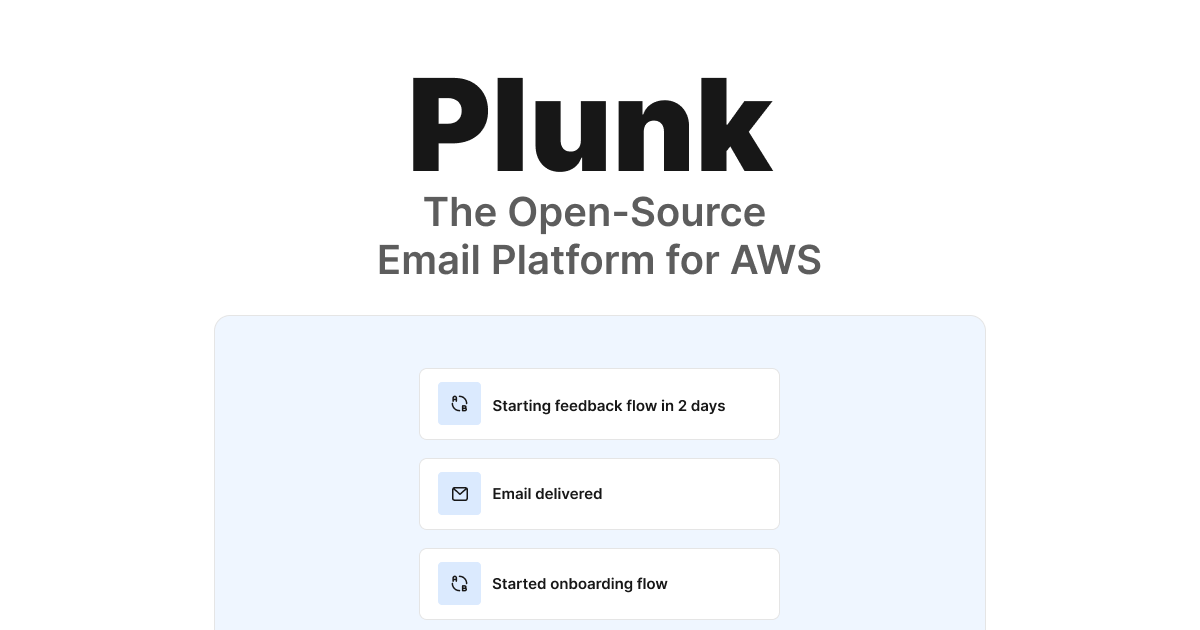 Plunk
The Open-Source
Email Platform for AWS
Starting feedback flow in 2 days
Email delivered
Started onboarding flow